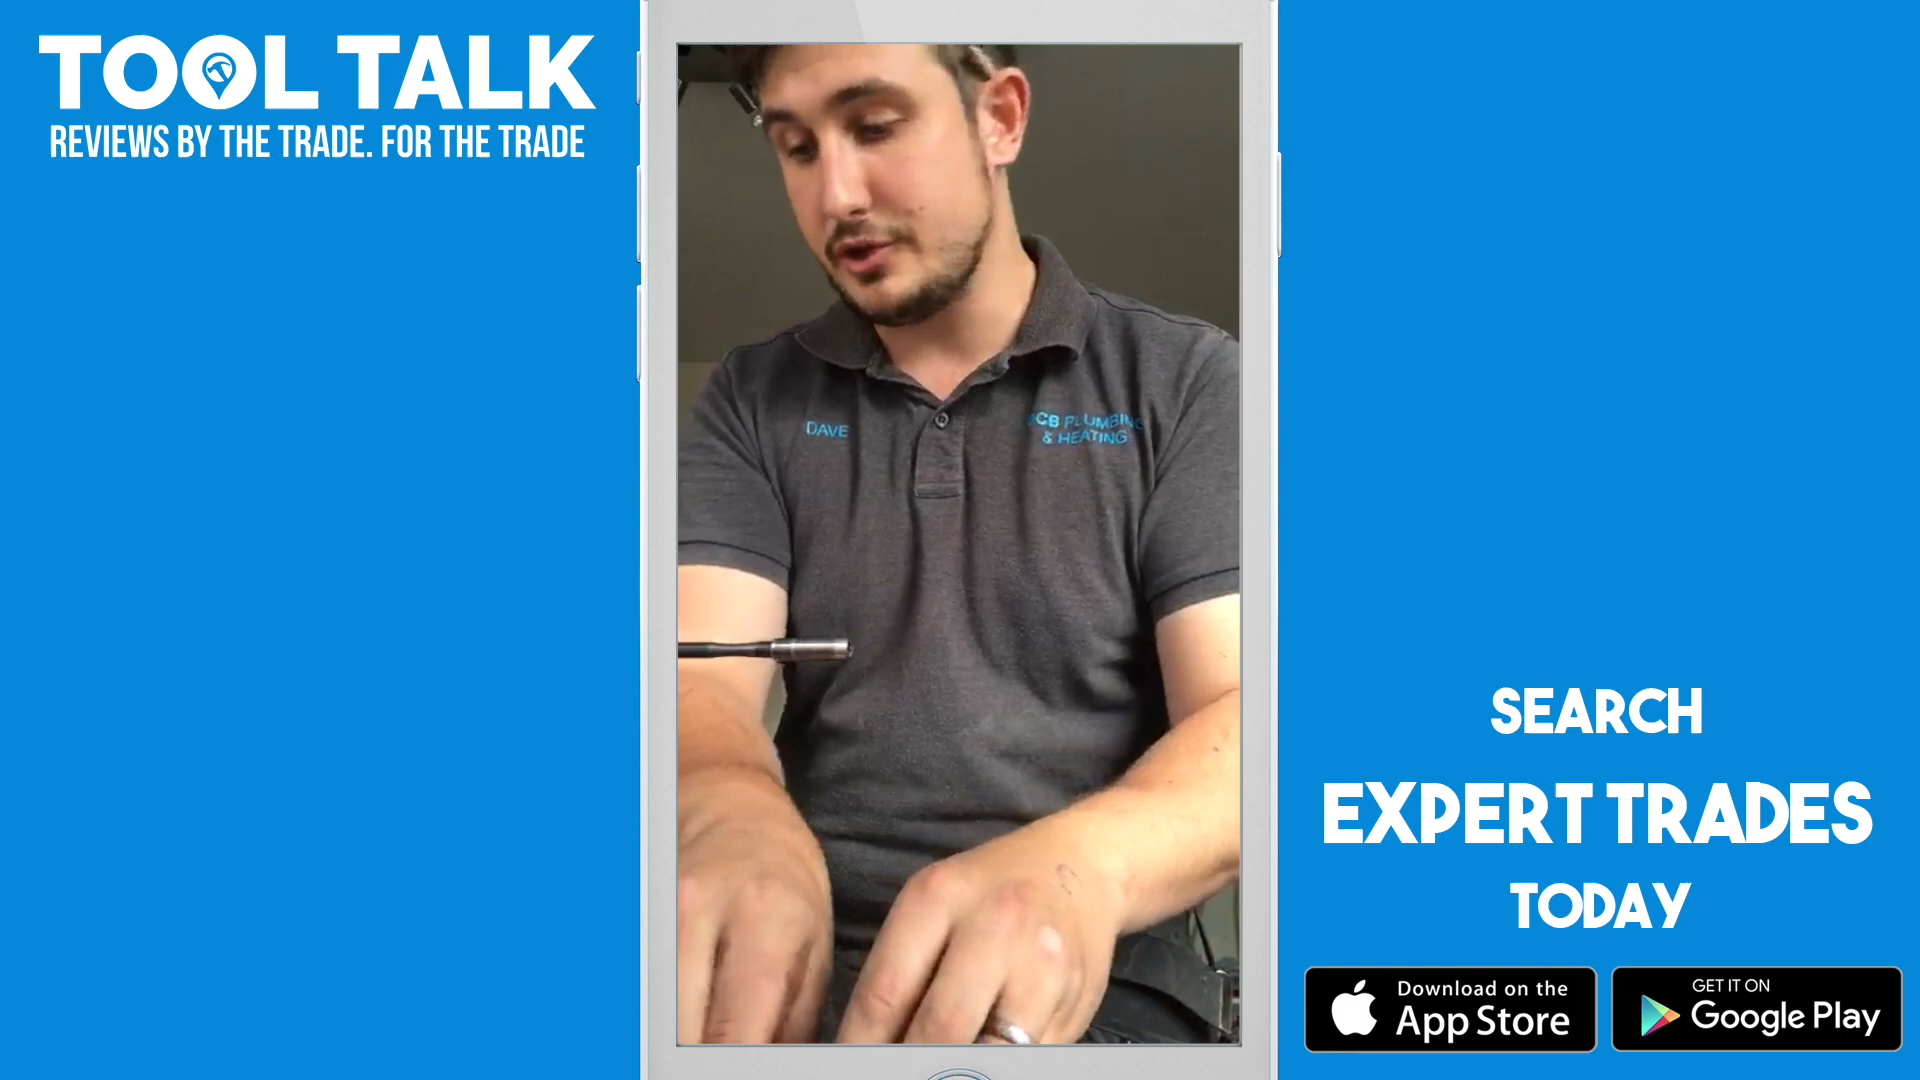 TOOL TALK
REVIEWS BY THE TRADE. FOR THE TRADE
DAVE
PLUMBING
& HEATING
SEARCH
EXPERT TRADES
TODAY
Download on the
App Store
GET IT ON
Google Play